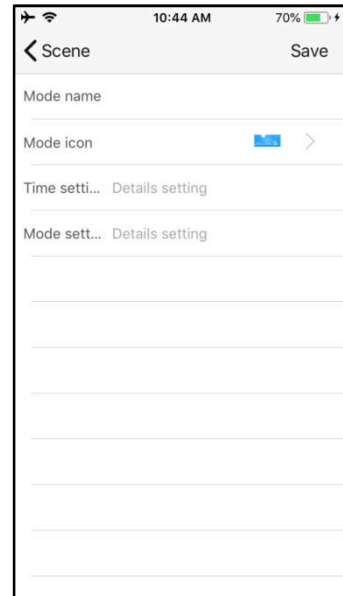 10:44 AM 70%
Scene Save
Mode name
Mode icon
Time setti... Details setting
Mode sett... Details setting